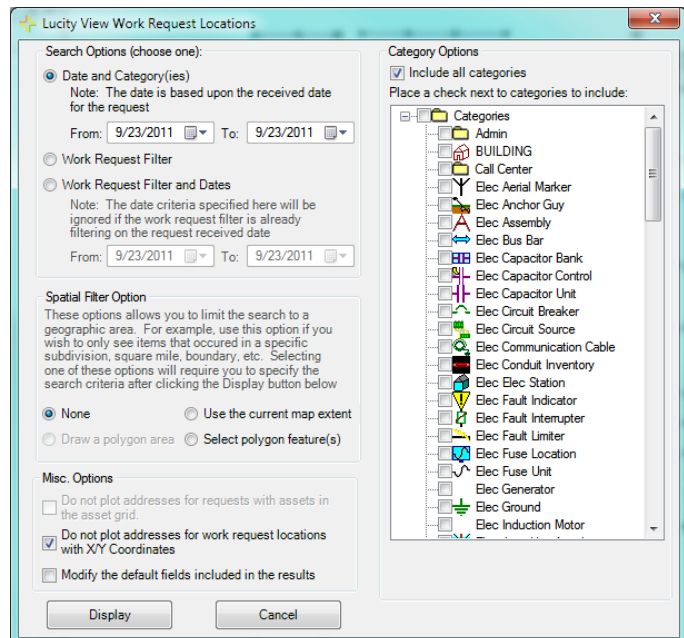 Lucity View Work Request Locations
Search Options (choose one):
Date and Category(ies)
Note: The date is based upon the received date
for the request
From: 9/23/2011 To: 9/23/2011
Work Request Filter
Work Request Filter and Dates
Note: The date criteria specified here will be
ignored if the work request filter is already
filtering on the request received date
From: 9/23/2011 To: 9/23/2011
Spatial Filter Option
These options allows you to limit the search to a
geographic area. For example, use this option if you
wish to only see items that occured in a specific
subdivision, square mile, boundary, etc. Selecting
one of these options will require you to specify the
search criteria after clicking the Display button below
None Use the current map extent
Draw a polygon area Select polygon feature(s)
Misc. Options
Do not plot addresses for requests with assets in
the asset grid.
Do not plot addresses for work request locations
with X/Y Coordinates
Modify the default fields included in the results
Display Cancel
Category Options
Include all categories
Place a check next to categories to include:
Categories
Admin
BUILDING
Call Center
Elec Aerial Marker
Elec Anchor Guy
Elec Assembly
Elec Bus Bar
Elec Capacitor Bank
Elec Capacitor Control
Elec Capacitor Unit
Elec Circuit Breaker
Elec Circuit Source
Elec Communication Cable
Elec Conduit Inventory
Elec Elec Station
Elec Fault Indicator
Elec Fault Interrupter
Elec Fault Limiter
Elec Fuse Location
Elec Fuse Unit
Elec Generator
Elec Ground
Elec Induction Motor